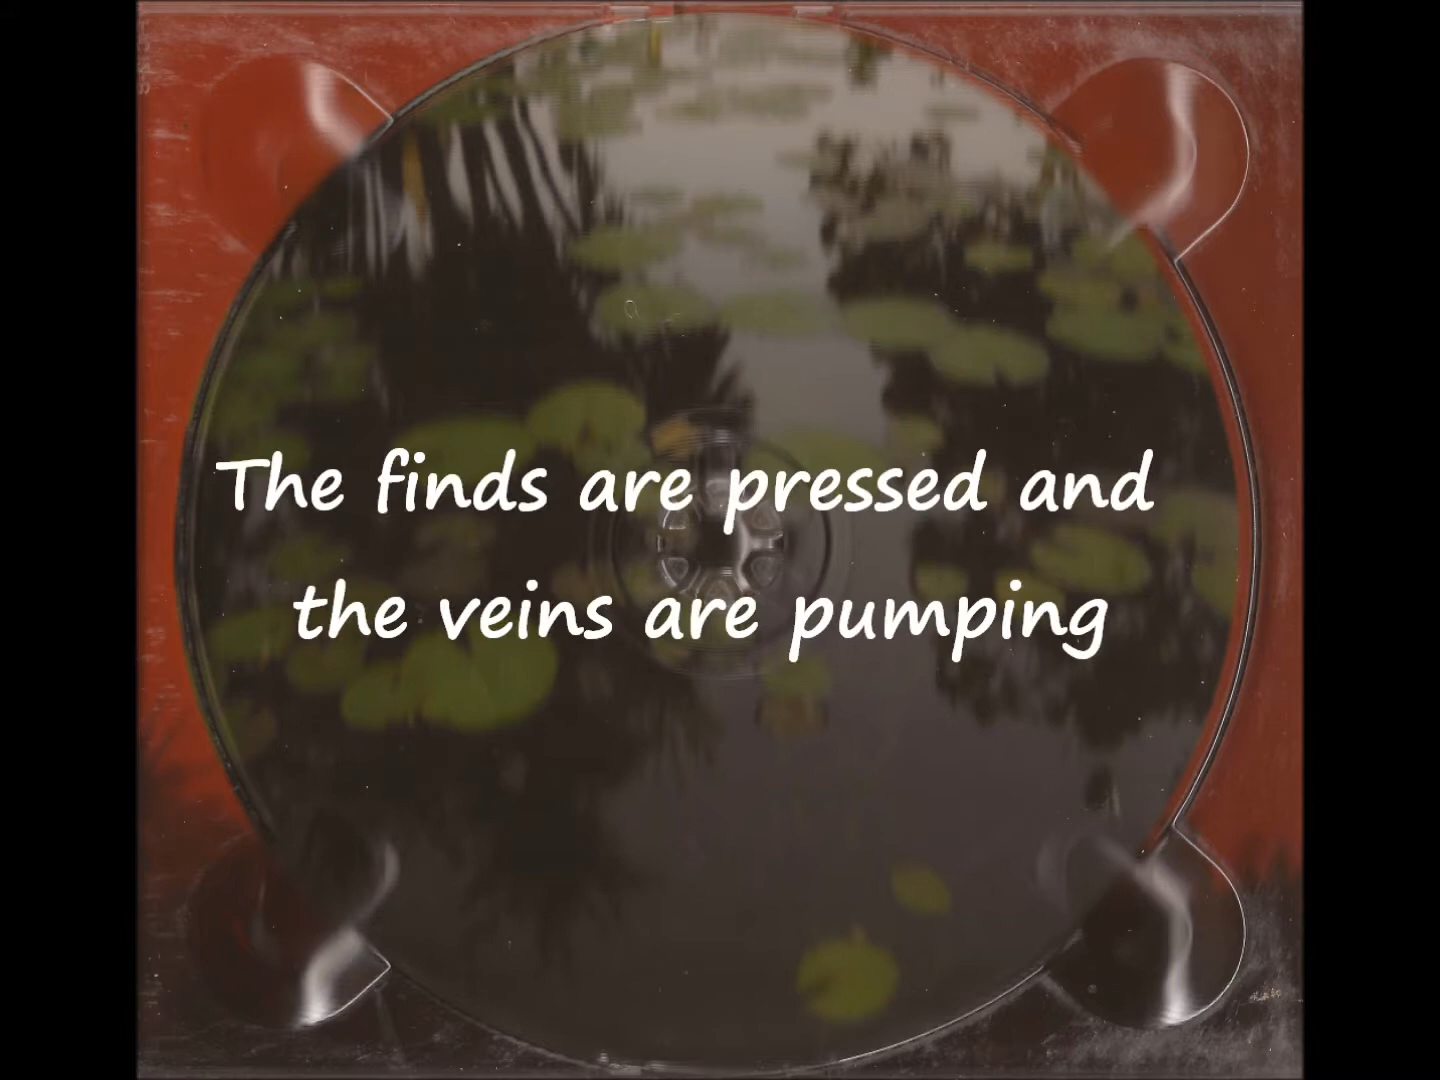 The finds are pressed and
the veins are pumping